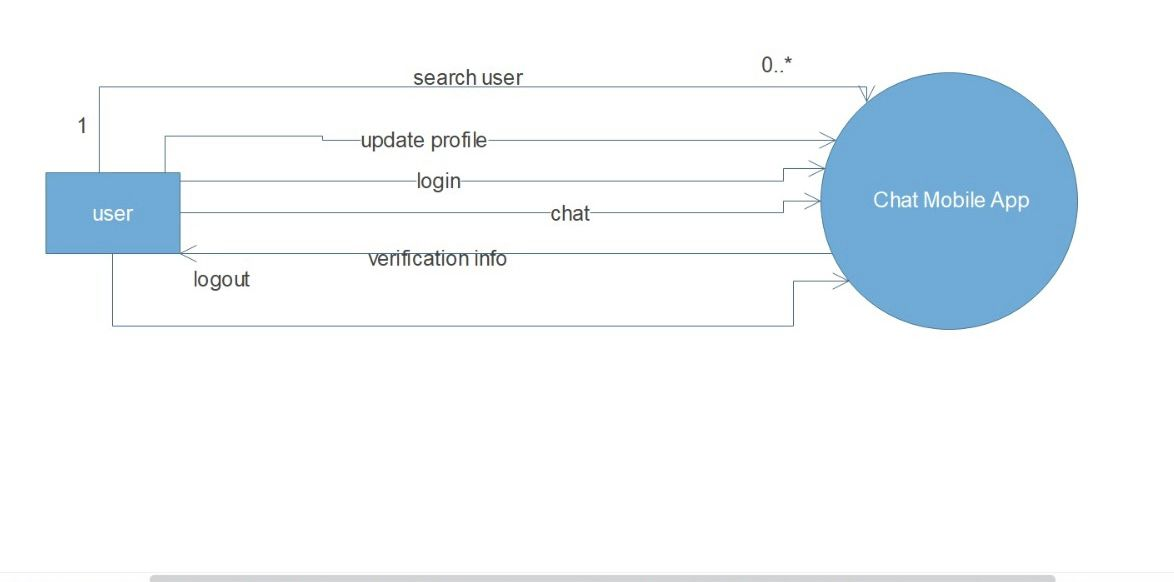 0..*
search user
1
update profile
login
user
Chat Mobile App
chat
verification info
logout